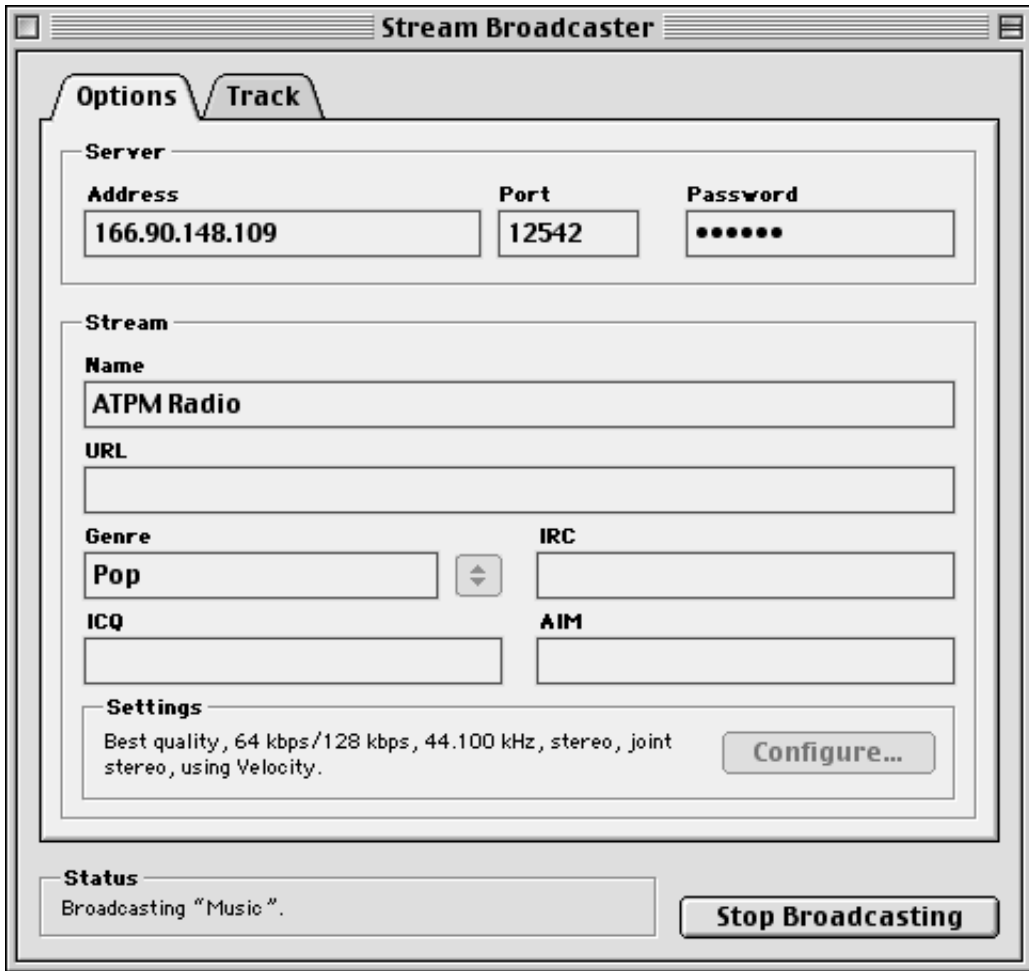 Stream Broadcaster
Options Track
Server
Address Port Password
166.90.148.109 12542 ••••••
Stream
Name
ATPM Radio
URL
Genre IRC
Pop
ICQ AIM
Settings
Best quality, 64 kbps/128 kbps, 44.100 kHz, stereo, joint
stereo, using Velocity.
Configure...
Status
Broadcasting "Music".
Stop Broadcasting